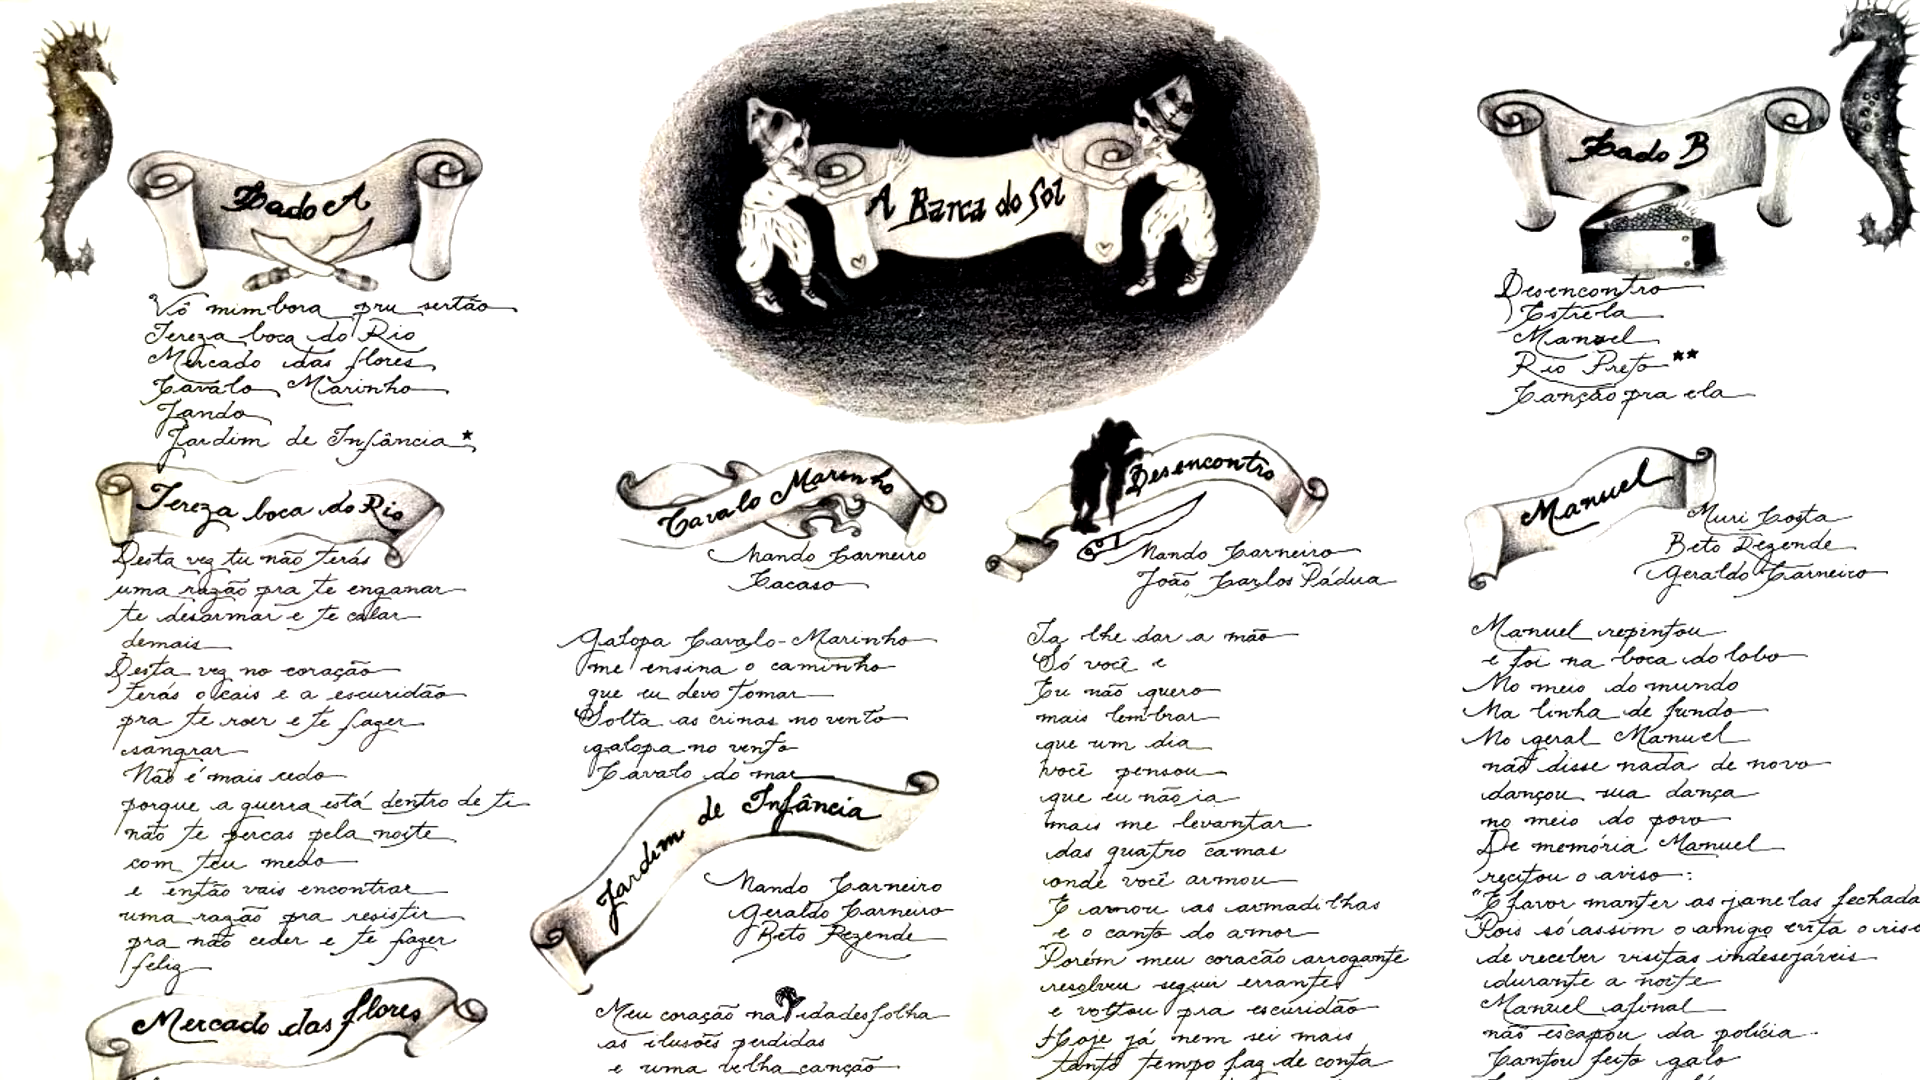 A Barca do Sol
Lado A
Vô mimbora pru sertão
Tereza boca do Rio
Mercado das flores
Cavalo Marinho
Lando
Jardim de Infância*
Lado B
Desencontro
Estrela
Manuel
Rio Preto**
Canção pra ela
Tereza boca do Rio
Desta vez tu não terás
uma razão pra te enganar
te desarmar e te calar
demais
Desta vez no coração
terás o cais e a escuridão
pra te roer e te fazer
sangrar
Não é mais cedo
porque a guerra está dentro de ti
não te percas pela noite
com teu medo
e então vais encontrar
uma razão pra resistir
pra não ceder e te fazer
feliz
Mercado das flores
Cavalo Marinho
Nando Carneiro
Cacaso
Galopa Cavalo-Marinho
me ensina o caminho
que eu devo tomar
Solta as crinas no vento
galopa no vento
Cavalo do mar
Jardim de Infância
Nando Carneiro
Geraldo Carneiro
Beto Rezende
Meu coração na idades folha
as ilusões perdidas
e uma velha canção
Desencontro
Nando Carneiro
João Carlos Pádua
Ia lhe dar a mão
Só você e
Eu não quero
mais lembrar
que um dia
você pensou
que eu não ia
mais me levantar
das quatro camas
onde você armou
E armou as armadilhas
e o canto do amor
Porém meu coração arrogante
resolveu seguir errante
e voltou pra escuridão
Hoje já nem sei mais
tanto tempo faz de conta
Manuel
Muri Costa
Beto Rezende
Geraldo Carneiro
Manuel repintou
e foi na boca do lobo
No meio do mundo
Na linha de fundo
No geral Manuel
não disse nada de novo
dançou sua dança
no meio do povo
De memória Manuel
recitou o aviso:
"É favor manter as janelas fechada
Pois só assim o amigo evita o risc
de receber visitas indesejáveis
durante a noite
Manuel afinal
não escapou da polícia.
Cantou feito galo